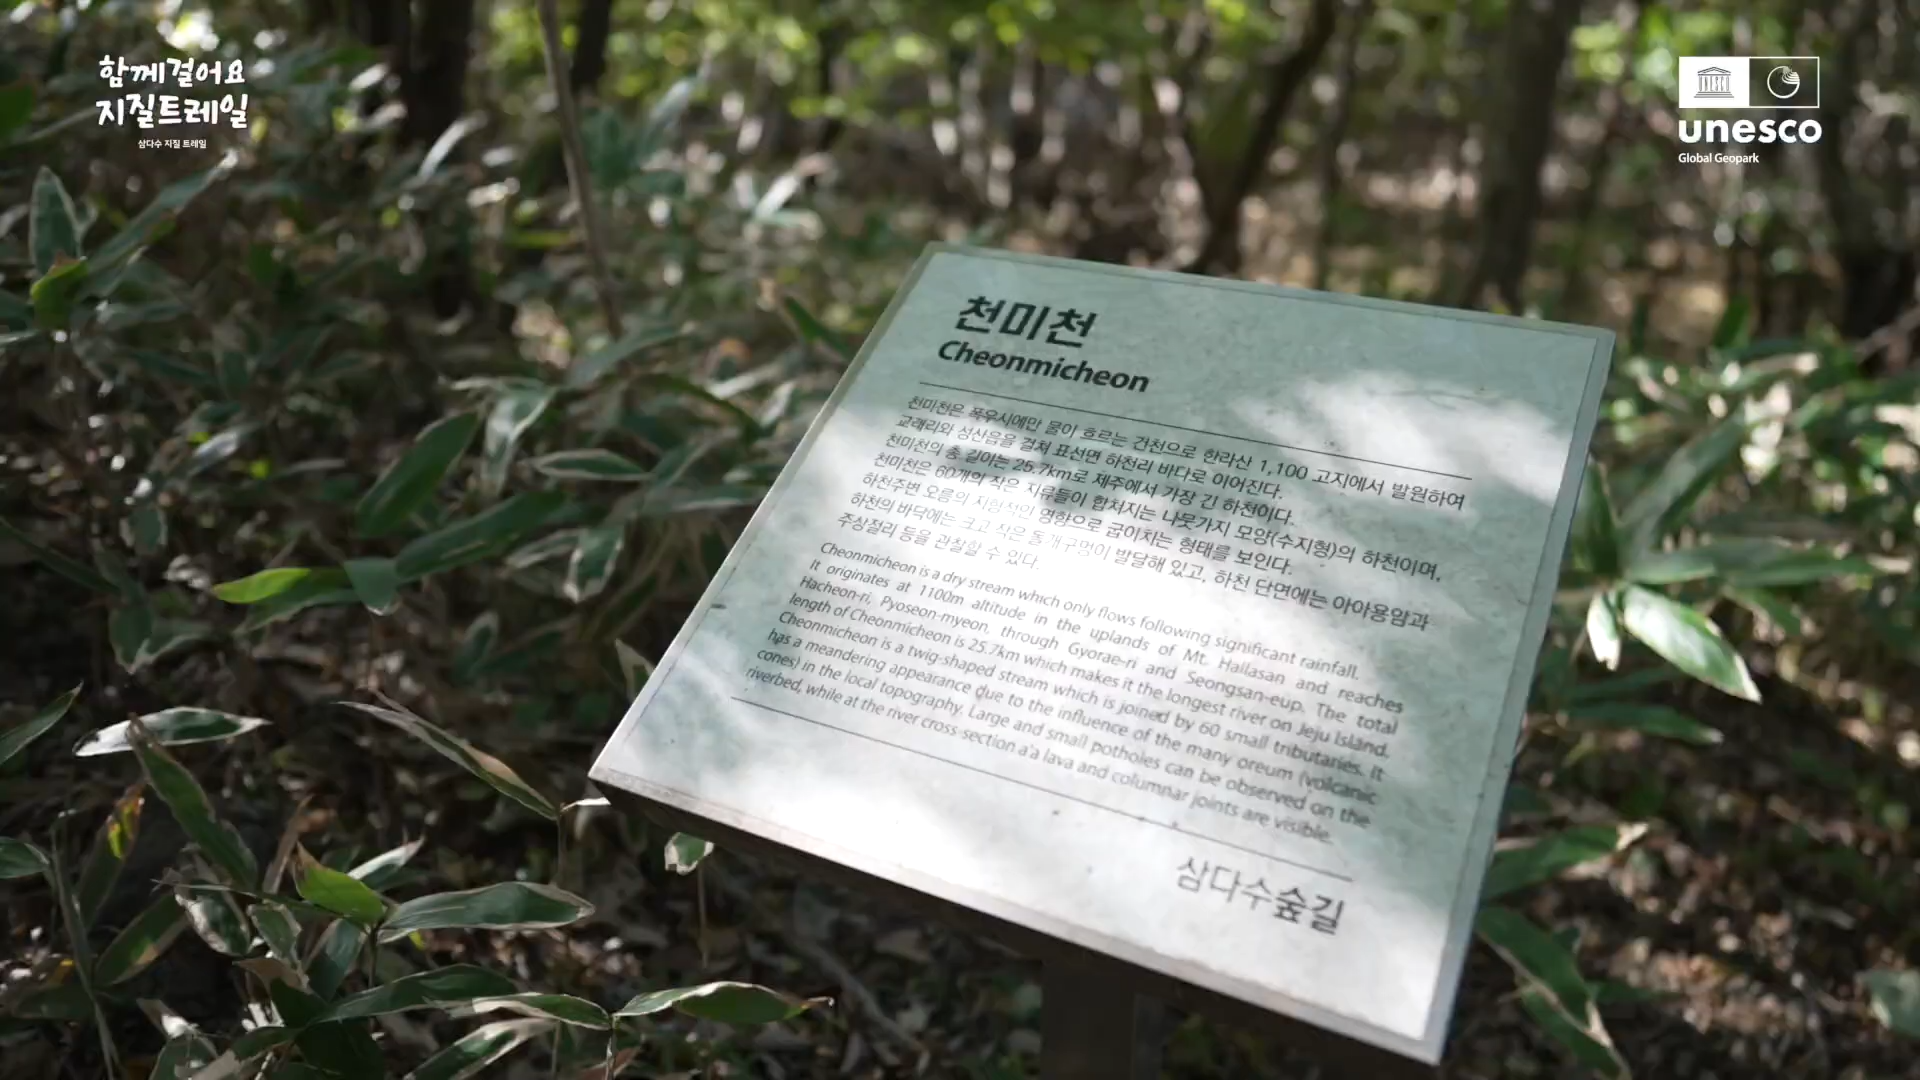 함께걸어요
지질트레일
삼다수 지질 트레일
unesco
Global Geopark
천미천
Cheonmicheon
천미천은 폭우시에만 물이 흐르는 건천으로 한라산 1,100 고지에서 발원하여
교래리와 성산읍을 걸쳐 표선면 하천리 바다로 이어진다.
천미천의 총 길이는 25.7km로 제주에서 가장 긴 하천이다.
천미천은 60개의 작은 지류들이 합쳐지는 나뭇가지 모양(수지형)의 하천이며,
하천주변 오름의 지형적인 영향으로 굽이치는 형태를 보인다.
하천의 바닥에는 크고 작은 돌개구멍이 발달해 있고, 하천 단면에는 아아용암과
주상절리 등을 관찰할 수 있다.
Cheonmicheon is a dry stream which only flows following significant rainfall.
It originates at 1100m altitude in the uplands of Mt. Hallasan and reaches
Hacheon-ri, Pyoseon-myeon, through Gyorae-ri and Seongsan-eup. The total
length of Cheonmicheon is 25.7km which makes it the longest river on Jeju Island.
Cheonmicheon is a twig-shaped stream which is joined by 60 small tributaries. It
has a meandering appearance due to the influence of the many oreum (volcanic
cones) in the local topography. Large and small potholes can be observed on the
riverbed, while at the river cross-section a'a lava and columnar joints are visible.
삼다수숲길